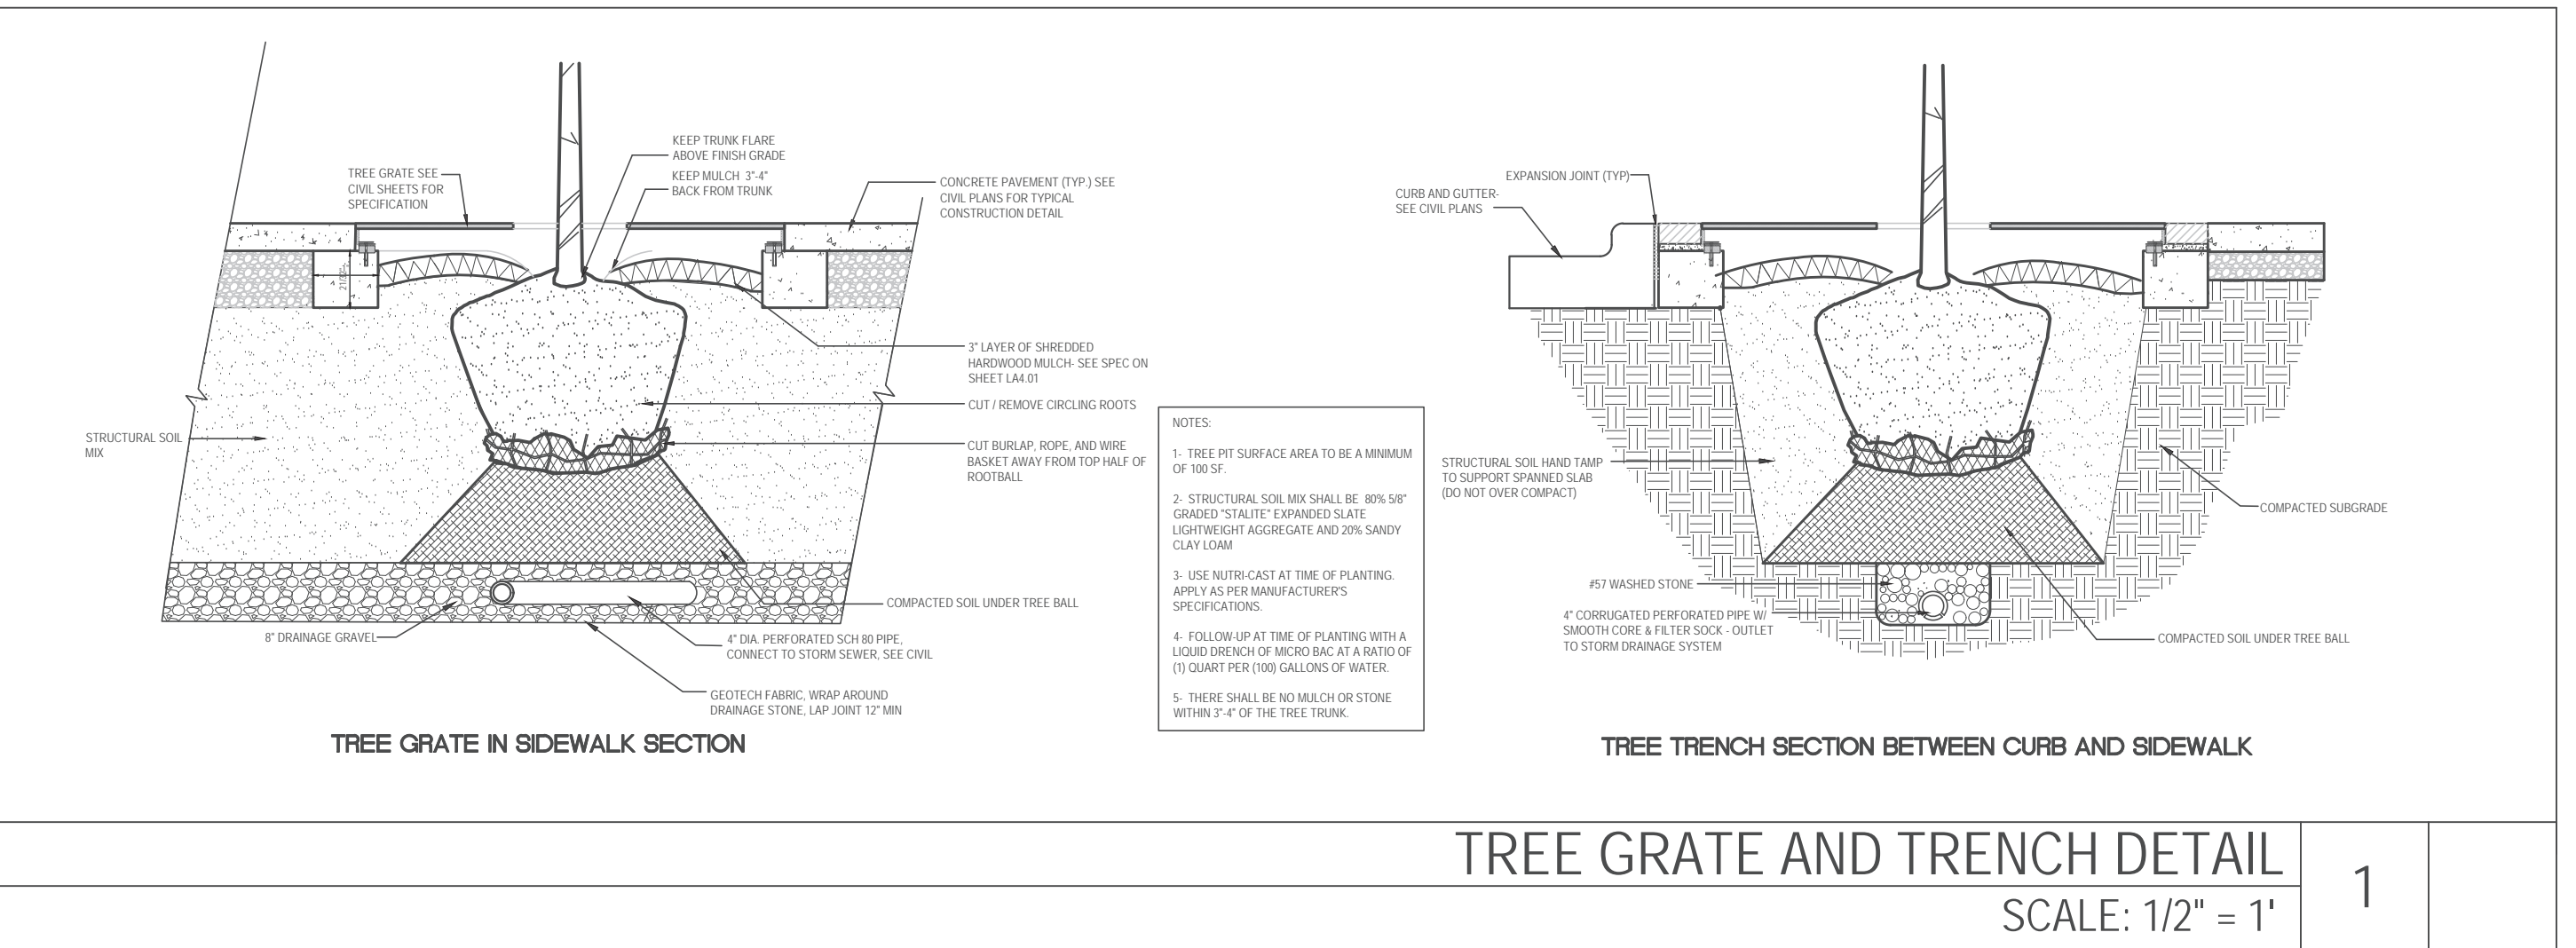 KEEP TRUNK FLARE
ABOVE FINISH GRADE
KEEP MULCH 3"-4"
BACK FROM TRUNK
TREE GRATE SEE
CIVIL SHEETS FOR
SPECIFICATION
CONCRETE PAVEMENT (TYP.) SEE
CIVIL PLANS FOR TYPICAL
CONSTRUCTION DETAIL
3" LAYER OF SHREDDED
HARDWOOD MULCH- SEE SPEC ON
SHEET LA4.01
CUT / REMOVE CIRCLING ROOTS
CUT BURLAP, ROPE, AND WIRE
BASKET AWAY FROM TOP HALF OF
ROOTBALL
STRUCTURAL SOIL
MIX
COMPACTED SOIL UNDER TREE BALL
8" DRAINAGE GRAVEL
4" DIA. PERFORATED SCH 80 PIPE,
CONNECT TO STORM SEWER, SEE CIVIL
GEOTECH FABRIC, WRAP AROUND
DRAINAGE STONE, LAP JOINT 12" MIN
TREE GRATE IN SIDEWALK SECTION
NOTES:
1- TREE PIT SURFACE AREA TO BE A MINIMUM
OF 100 SF.
2- STRUCTURAL SOIL MIX SHALL BE 80% 5/8"
GRADED "STALITE" EXPANDED SLATE
LIGHTWEIGHT AGGREGATE AND 20% SANDY
CLAY LOAM
3- USE NUTRI-CAST AT TIME OF PLANTING.
APPLY AS PER MANUFACTURER'S
SPECIFICATIONS.
4- FOLLOW-UP AT TIME OF PLANTING WITH A
LIQUID DRENCH OF MICRO BAC AT A RATIO OF
(1) QUART PER (100) GALLONS OF WATER.
5- THERE SHALL BE NO MULCH OR STONE
WITHIN 3"-4" OF THE TREE TRUNK.
EXPANSION JOINT (TYP)
CURB AND GUTTER-
SEE CIVIL PLANS
STRUCTURAL SOIL HAND TAMP
TO SUPPORT SPANNED SLAB
(DO NOT OVER COMPACT)
COMPACTED SUBGRADE
#57 WASHED STONE
4" CORRUGATED PERFORATED PIPE W/
SMOOTH CORE & FILTER SOCK - OUTLET
TO STORM DRAINAGE SYSTEM
COMPACTED SOIL UNDER TREE BALL
TREE TRENCH SECTION BETWEEN CURB AND SIDEWALK
TREE GRATE AND TRENCH DETAIL
1
SCALE: 1/2" = 1'